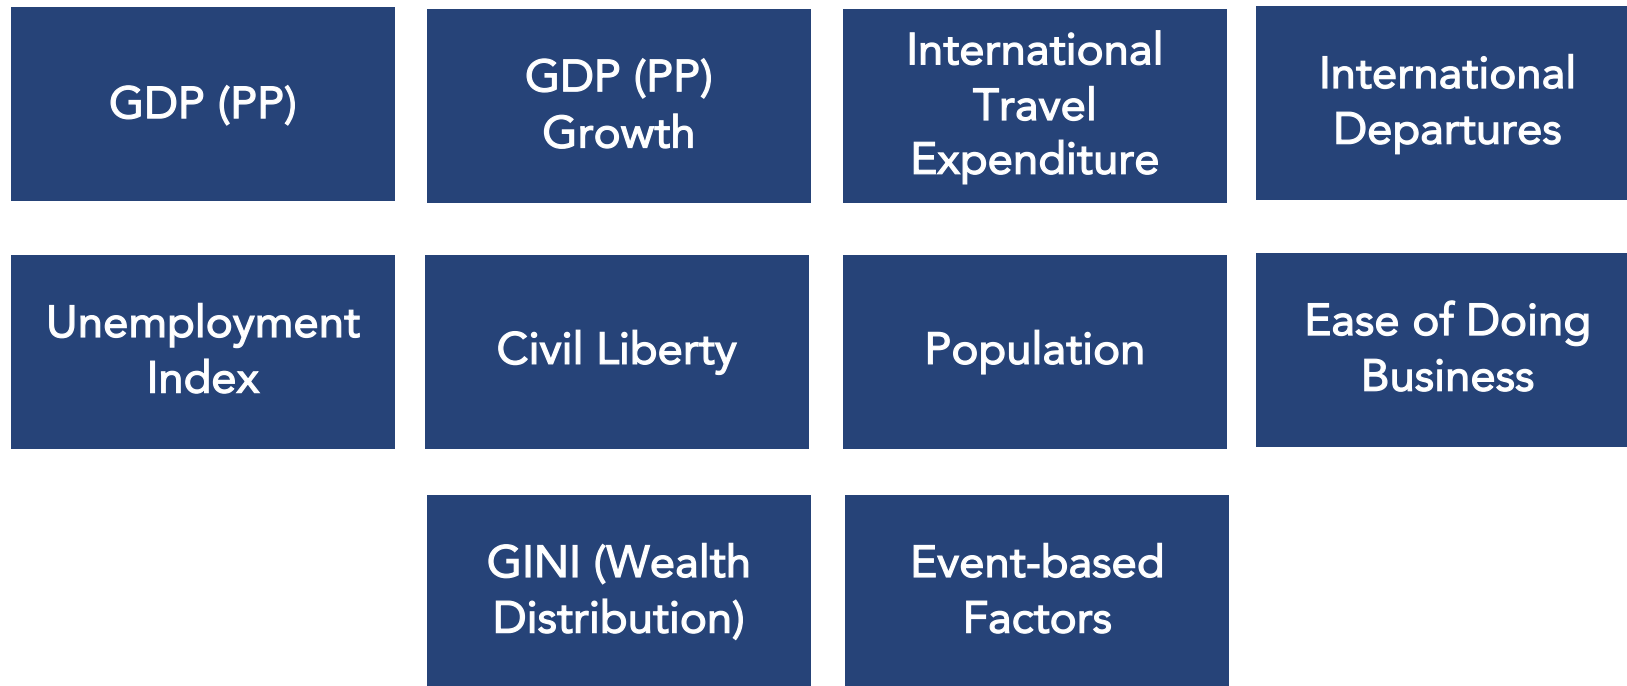 GDP (PP)
GDP (PP)
Growth
International
Travel
Expenditure
International
Departures
Unemployment
Index
Civil Liberty
Population
Ease of Doing
Business
GINI (Wealth
Distribution)
Event-based
Factors